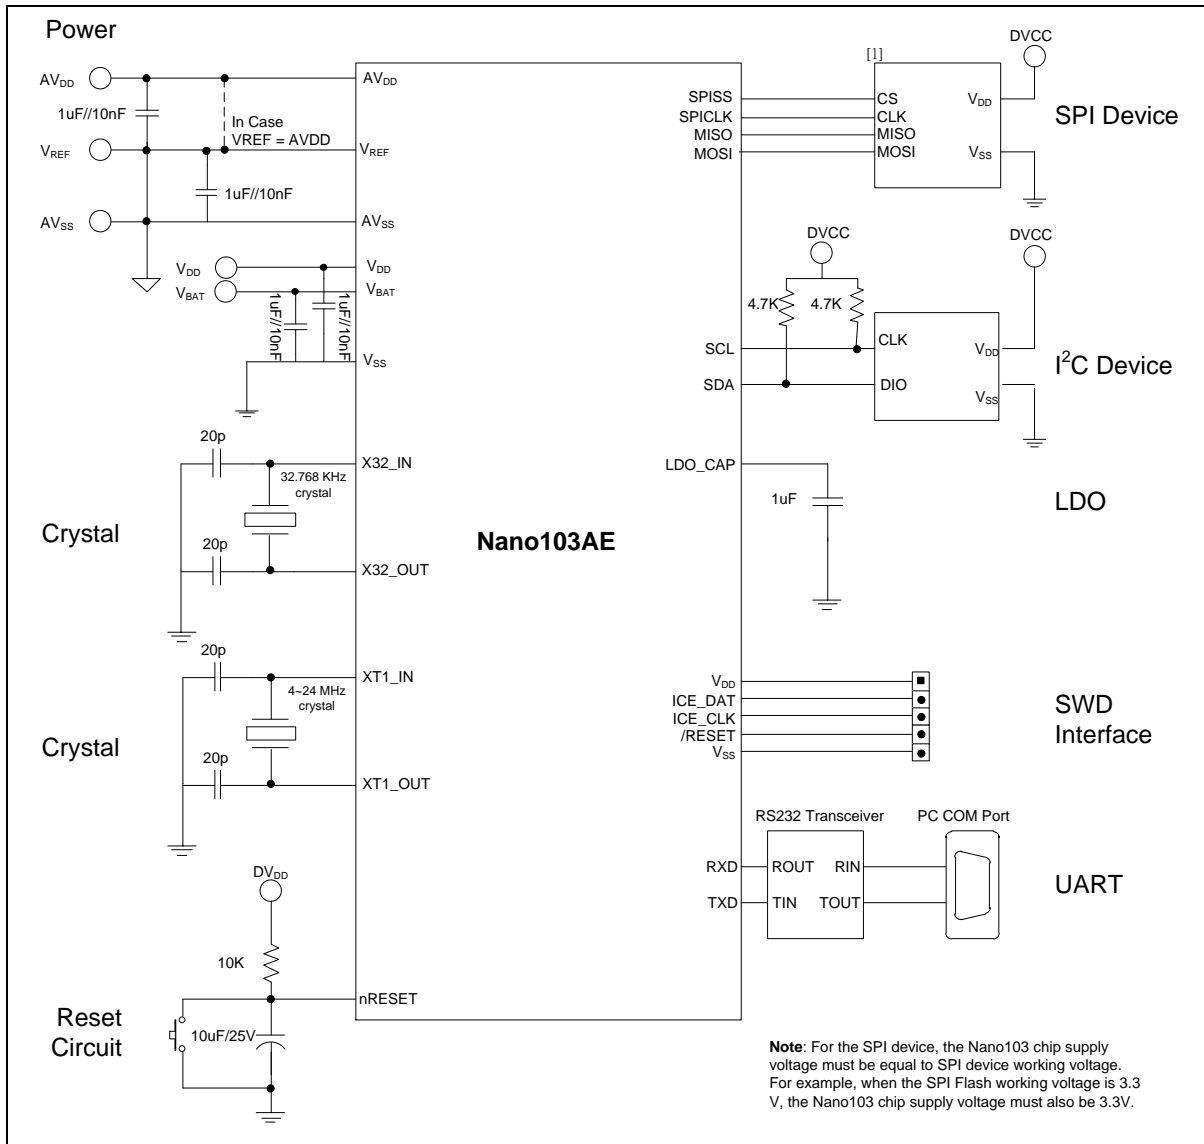 Power
AVDD
1uF//10nF
In Case
VREF = AVDD
VREF
1uF//10nF
AVSS
VDD
VBAT
1uF//10nF
1uF//10nF
AVDD
VREF
AVSS
VDD
VBAT
VSS
20p
X32_IN
32.768 KHz
crystal
Crystal
20p
X32_OUT
20p
XT1_IN
4~24 MHz
crystal
Crystal
20p
XT1_OUT
DVDD
10K
nRESET
Reset
Circuit
10uF/25V
Nano103AE
[1]
DVCC
SPISS
SPICLK
MISO
MOSI
CS
CLK
MISO
MOSI
VDD
VSS
SPI Device
DVCC
DVCC
4.7K
4.7K
SCL
SDA
CLK
DIO
VDD
VSS
I2C Device
LDO_CAP
1uF
LDO
VDD
ICE_DAT
ICE_CLK
/RESET
VSS
SWD
Interface
RS232 Transceiver
PC COM Port
RXD
TXD
ROUT
RIN
TIN
TOUT
UART
Note: For the SPI device, the Nano103 chip supply
voltage must be equal to SPI device working voltage.
For example, when the SPI Flash working voltage is 3.3
V, the Nano103 chip supply voltage must also be 3.3V.